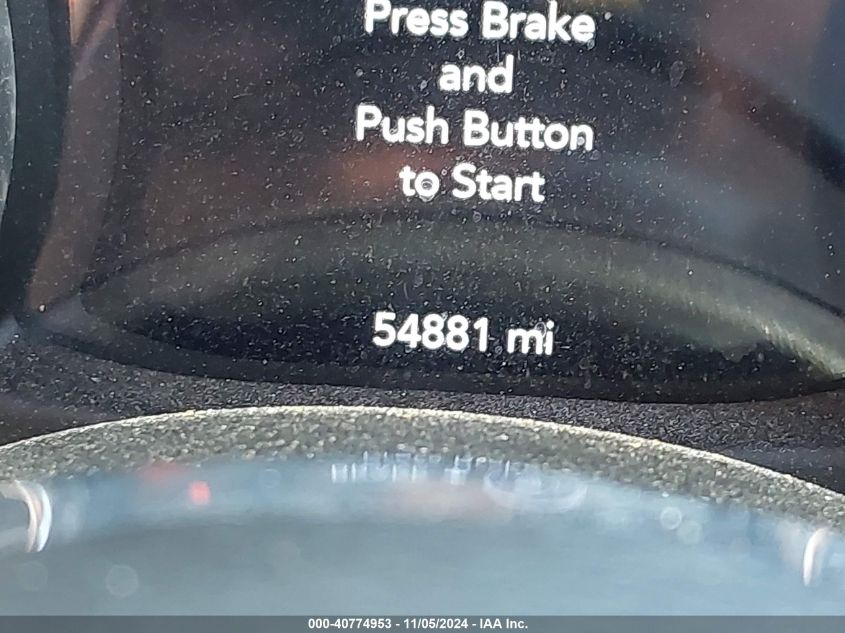 Press Brake
and
Push Button
to Start
54881 mi
000-40774953 - 11/05/2024 - IAA Inc.